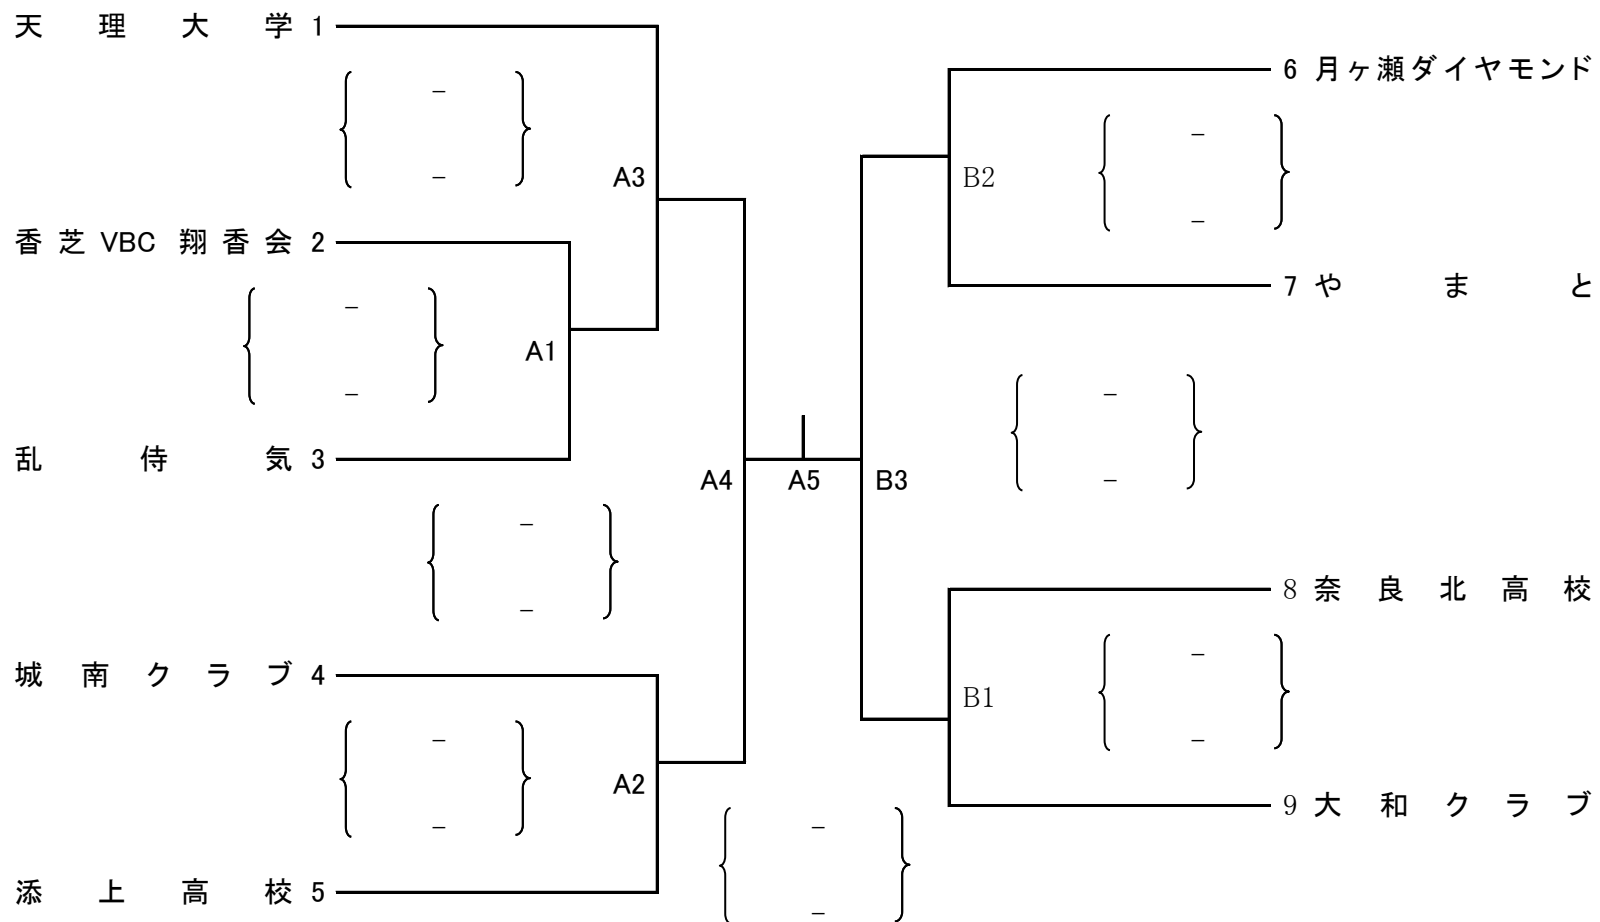 天理大学 1
－
－
A3
香芝VBC 翔香会 2
－
－
A1
乱侍気 3
－
－
A4
城南クラブ 4
－
－
A2
添上高校 5
A5
－
－
6 月ヶ瀬ダイヤモンド
－
－
B2
7 やまと
－
－
B3
8 奈良北高校
－
－
B1
9 大和クラブ